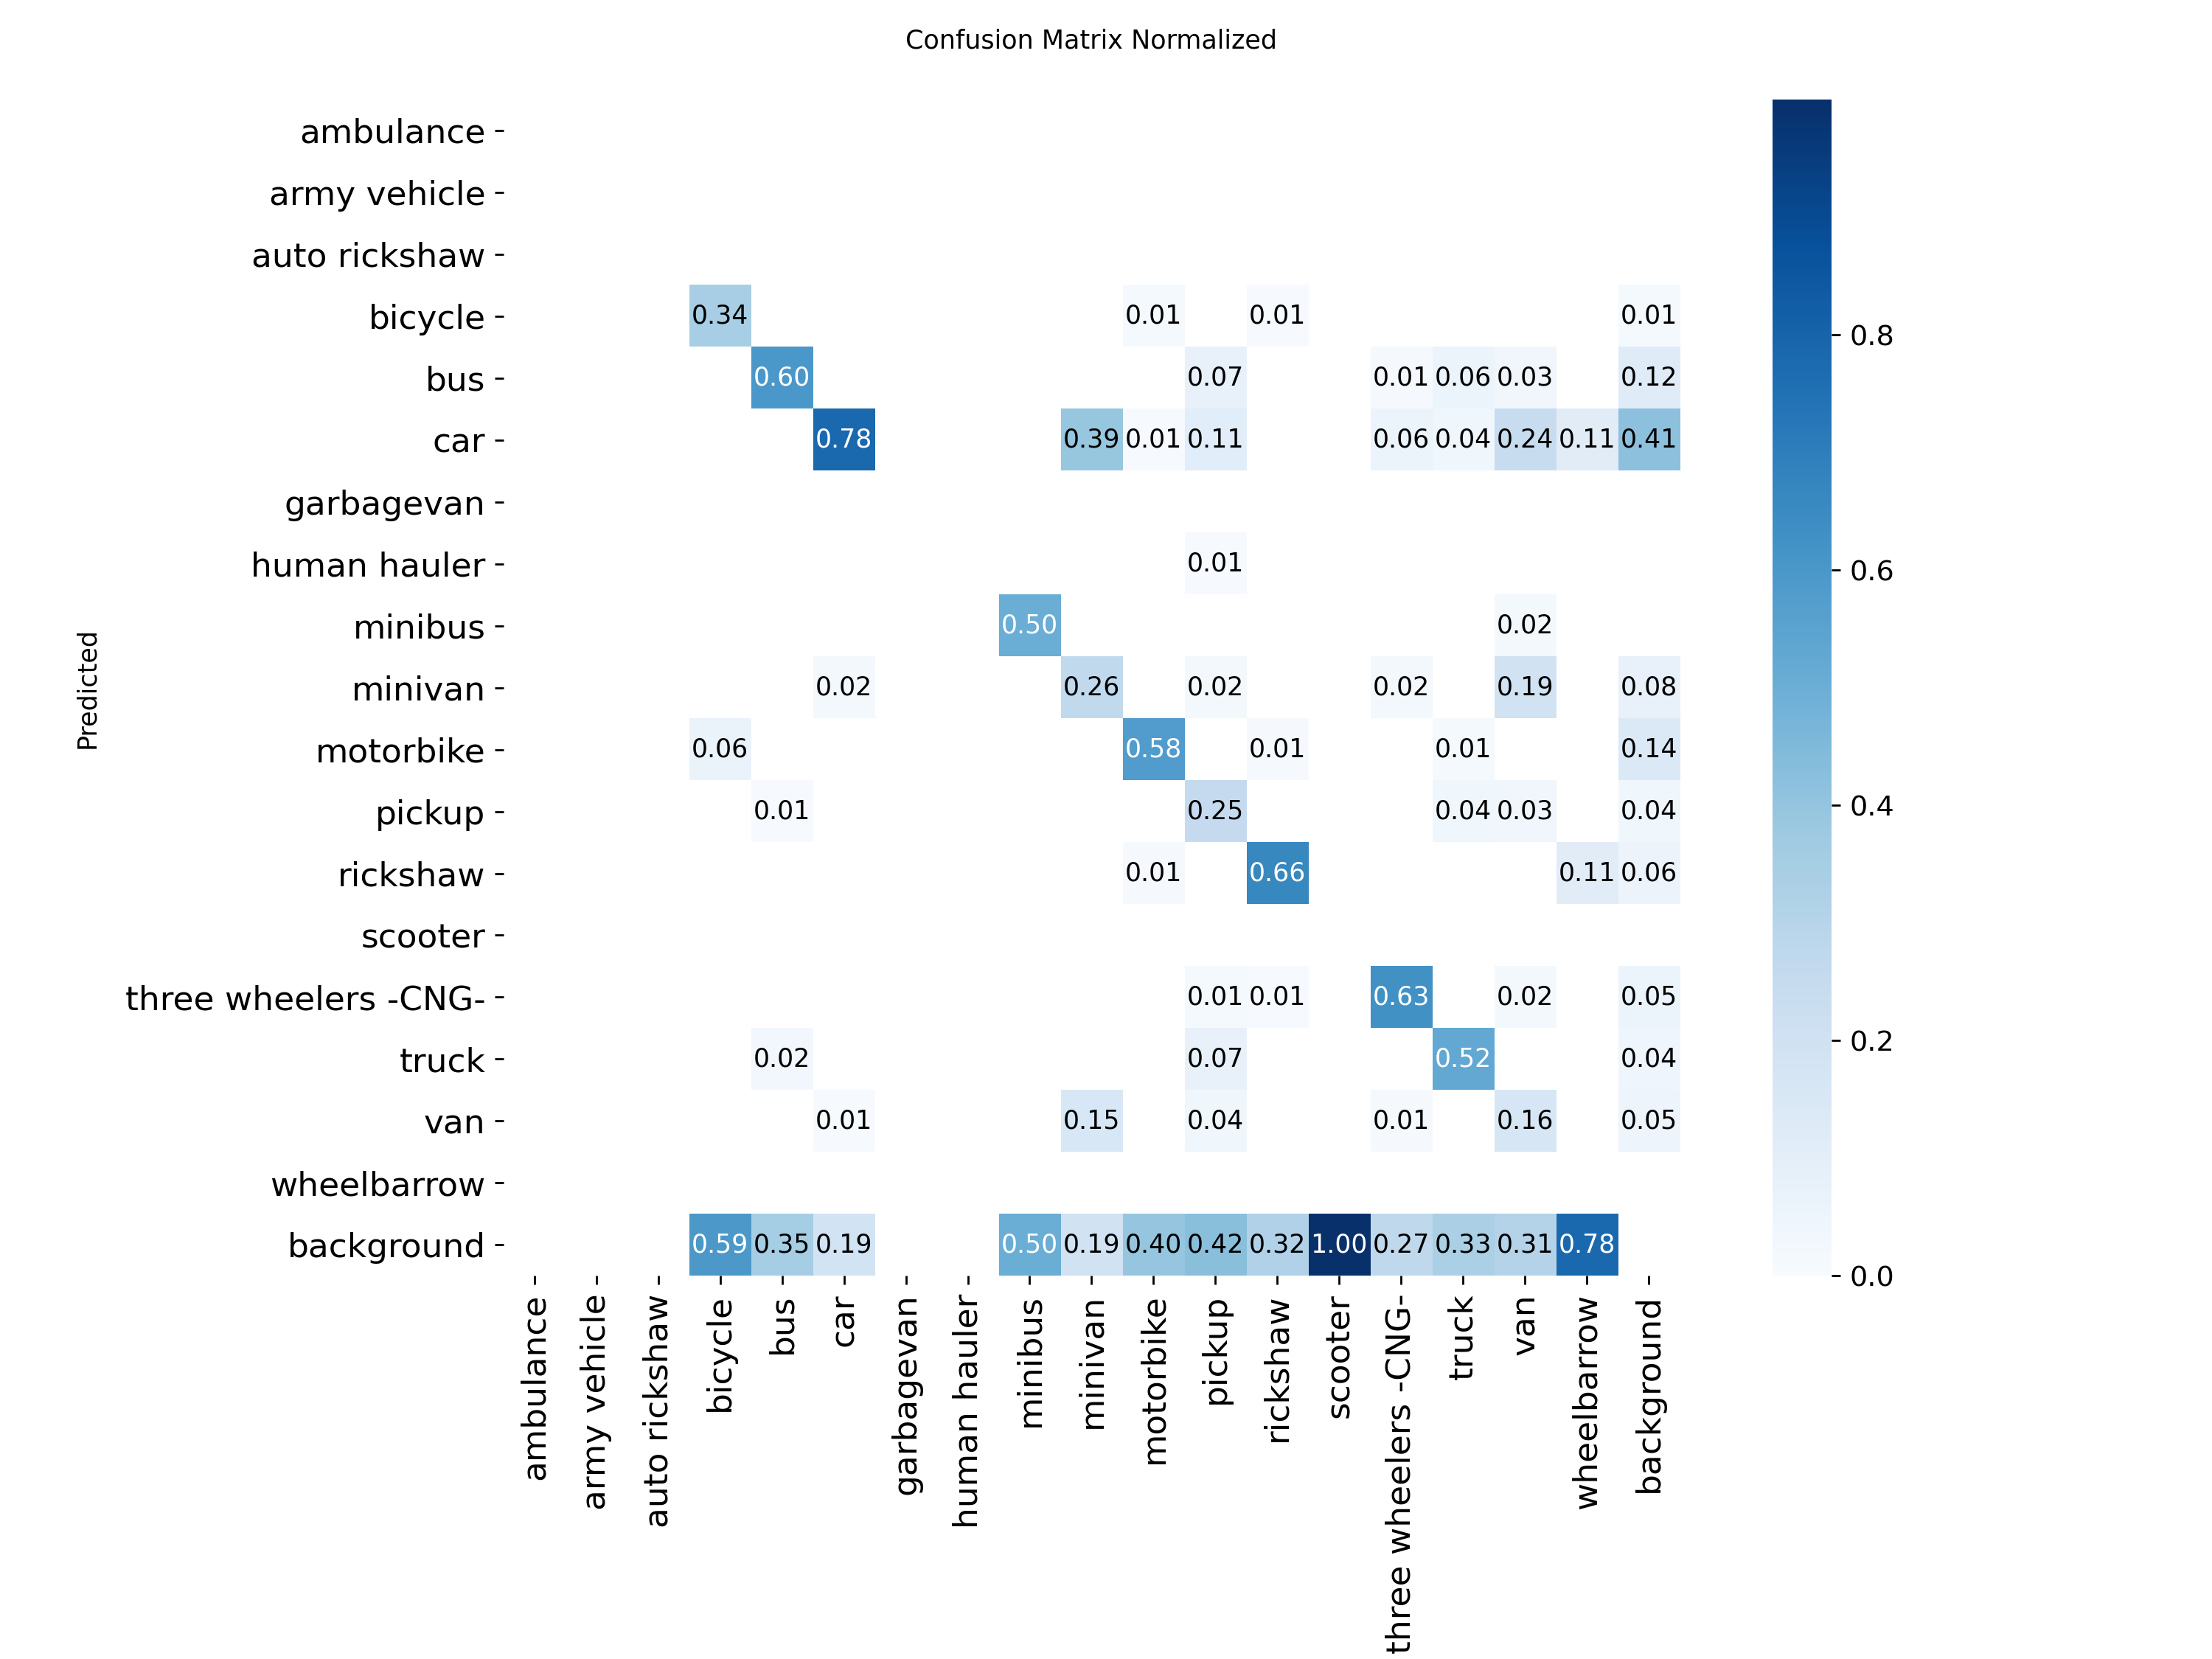 Confusion Matrix Normalized
ambulance
army vehicle
auto rickshaw
bicycle 0.34 0.01 0.01 0.01
bus 0.60 0.07 0.01 0.06 0.03 0.12
car 0.78 0.39 0.01 0.11 0.06 0.04 0.24 0.11 0.41
garbagevan
human hauler 0.01
minibus 0.50 0.02
minivan 0.02 0.26 0.02 0.02 0.19 0.08
motorbike 0.06 0.58 0.01 0.01 0.14
pickup 0.01 0.25 0.04 0.03 0.04
rickshaw 0.01 0.66 0.11 0.06
scooter
three wheelers -CNG- 0.01 0.01 0.63 0.02 0.05
truck 0.02 0.07 0.52 0.04
van 0.01 0.15 0.04 0.01 0.16 0.05
wheelbarrow
background 0.59 0.35 0.19 0.50 0.19 0.40 0.42 0.32 1.00 0.27 0.33 0.31 0.78
Predicted
ambulance
army vehicle
auto rickshaw
bicycle
bus
car
garbagevan
human hauler
minibus
minivan
motorbike
pickup
rickshaw
scooter
three wheelers -CNG-
truck
van
wheelbarrow
background
0.8
0.6
0.4
0.2
0.0